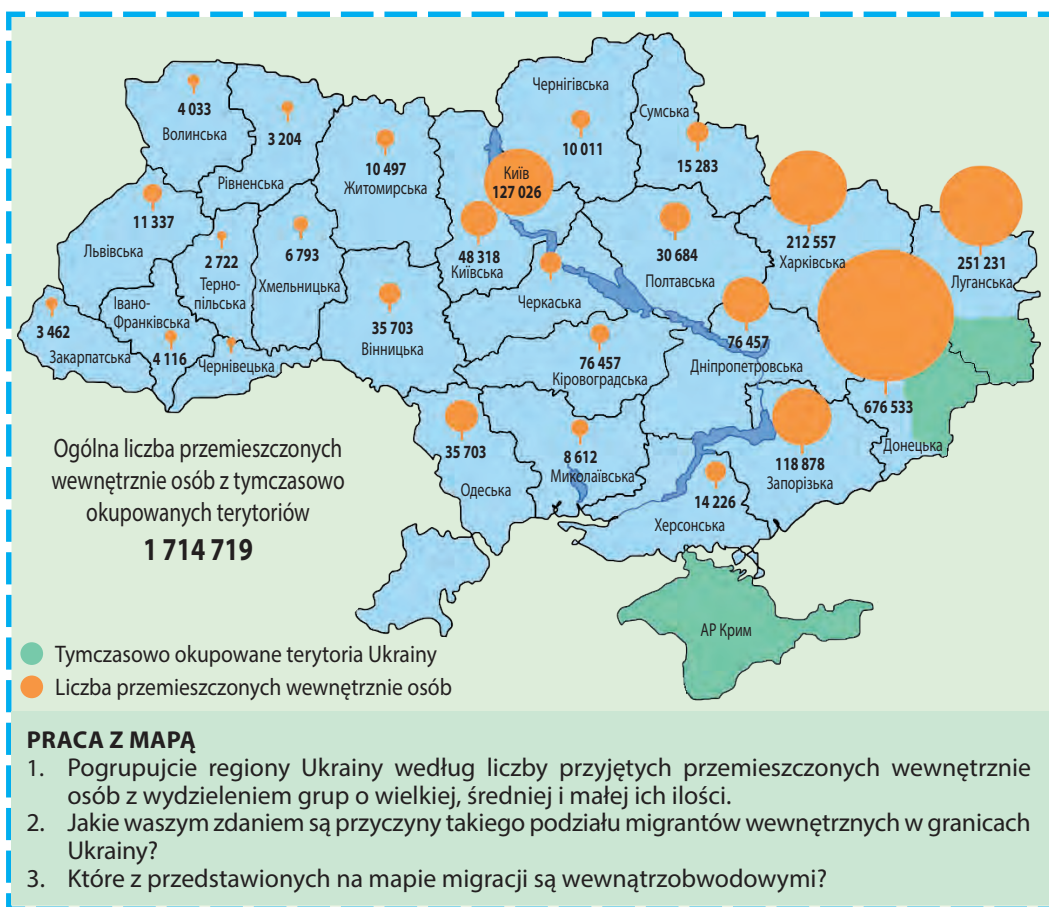 4 033
Волинська
3 204
Рівненська
10 497
Житомирська
Чернігівська
10 011
Сумська
15 283
Київ
127 026
11 337
Львівська
2 722
Терно-
пільська
6 793
Хмельницька
48 318
Київська
Черкаська
30 684
Полтавська
212 557
Харківська
251 231
Луганська
3 462
Закарпатська
Івано-
Франківська
4 116
Чернівецька
35 703
Вінницька
76 457
Кіровоградська
76 457
Дніпропетровська
676 533
Донецька
35 703
Одеська
8 612
Миколаївська
118 878
Запорізька
14 226
Херсонська
АР Крим
Ogólna liczba przemieszczonych
wewnętrznie osób z tymczasowo
okupowanych terytoriów
1 714 719
Tymczasowo okupowane terytoria Ukrainy
Liczba przemieszczonych wewnętrznie osób
PRACA Z MAPĄ
1. Pogrupujcie regiony Ukrainy według liczby przyjętych przemieszczonych wewnętrznie
osób z wydzieleniem grup o wielkiej, średniej i małej ich ilości.
2. Jakie waszym zdaniem są przyczyny takiego podziału migrantów wewnętrznych w granicach
Ukrainy?
3. Które z przedstawionych na mapie migracji są wewnątrzobwodowymi?